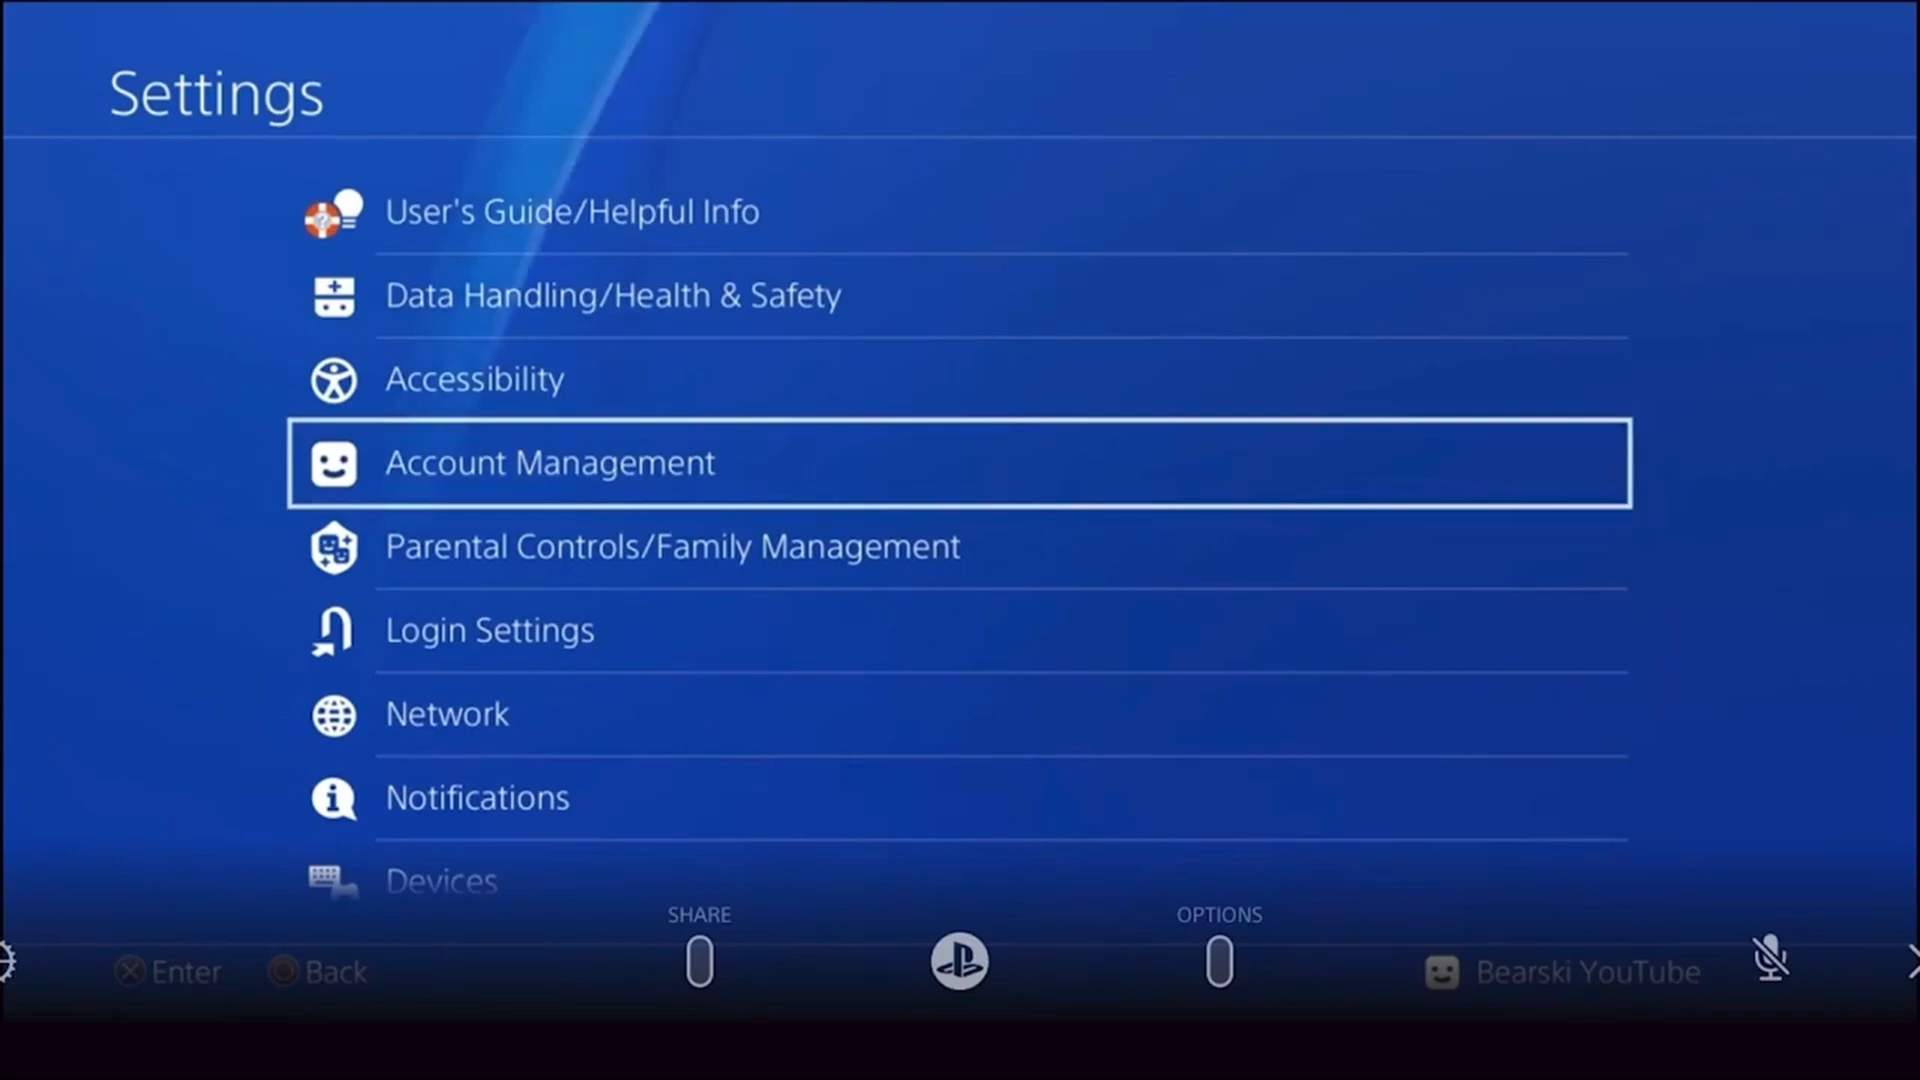 Settings
User's Guide/Helpful Info
Data Handling/Health & Safety
Accessibility
Account Management
Parental Controls/Family Management
Login Settings
Network
Notifications
Devices
SHARE
OPTIONS
Enter
Back
Bearski YouTube